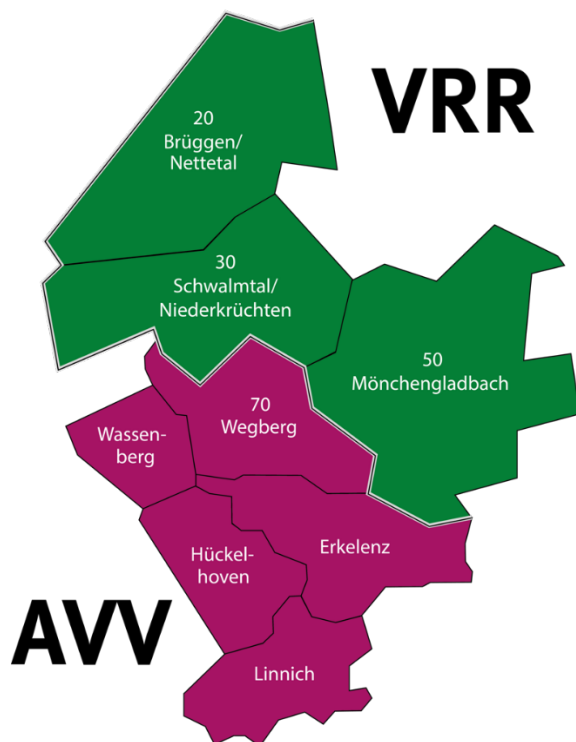 VRR
20
Brüggen/
Nettetal
30
Schwalmtal/
Niederkrüchten
50
Mönchengladbach
70
Wegberg
Wassen-
berg
Hückel-
hoven
Erkelenz
AVV
Linnich